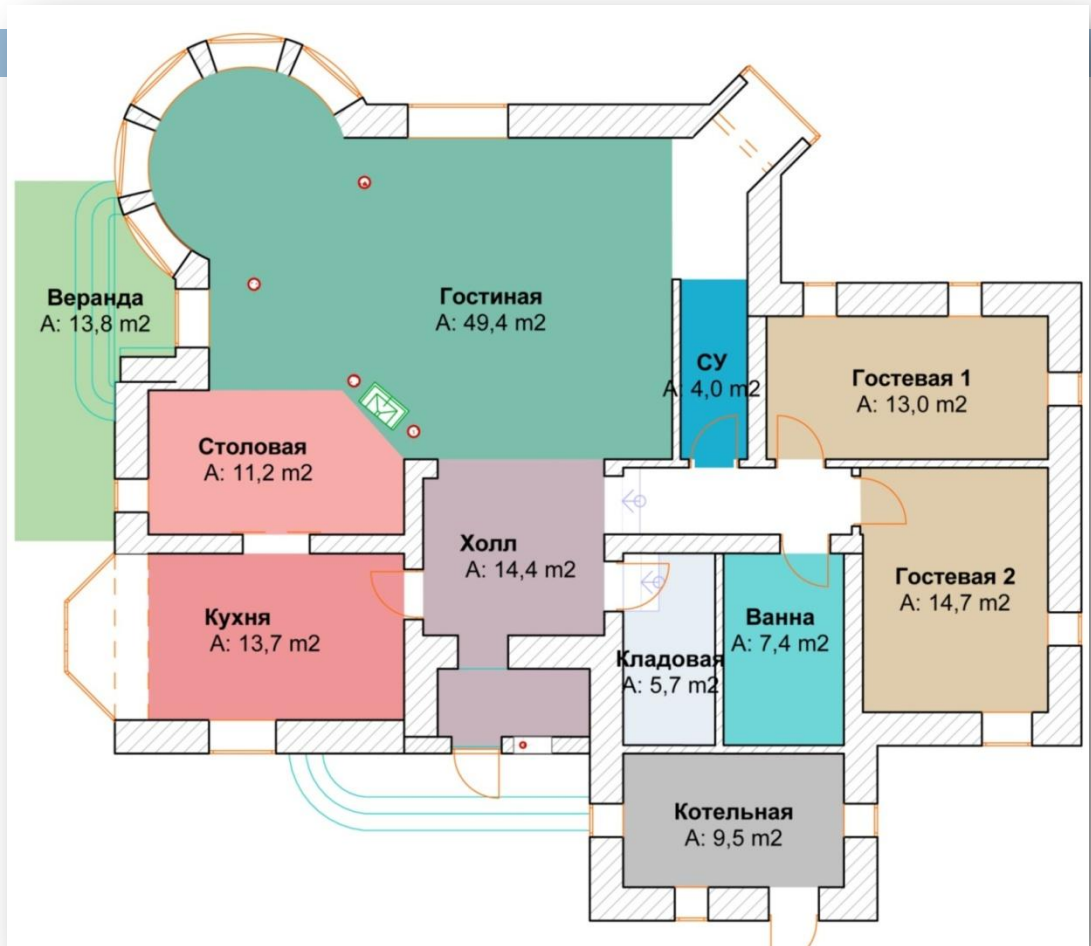 Веранда
A: 13,8 m2
Гостиная
A: 49,4 m2
СУ
A: 4,0 m2
Гостевая 1
A: 13,0 m2
Столовая
A: 11,2 m2
Холл
A: 14,4 m2
Гостевая 2
A: 14,7 m2
Кухня
A: 13,7 m2
Кладовая
A: 5,7 m2
Ванна
A: 7,4 m2
Котельная
A: 9,5 m2